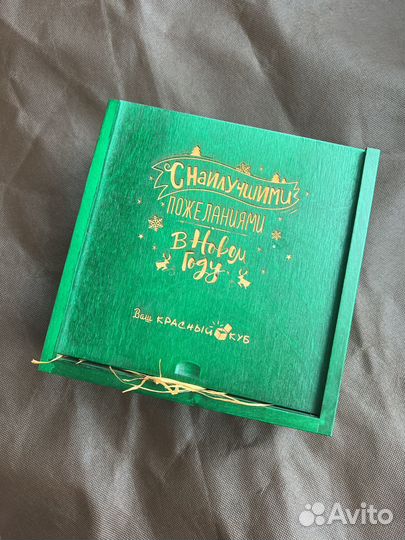 С наилучшими
пожеланиями
в Новом
Году
Ваш КРАСНЫЙ КУБ
Avito